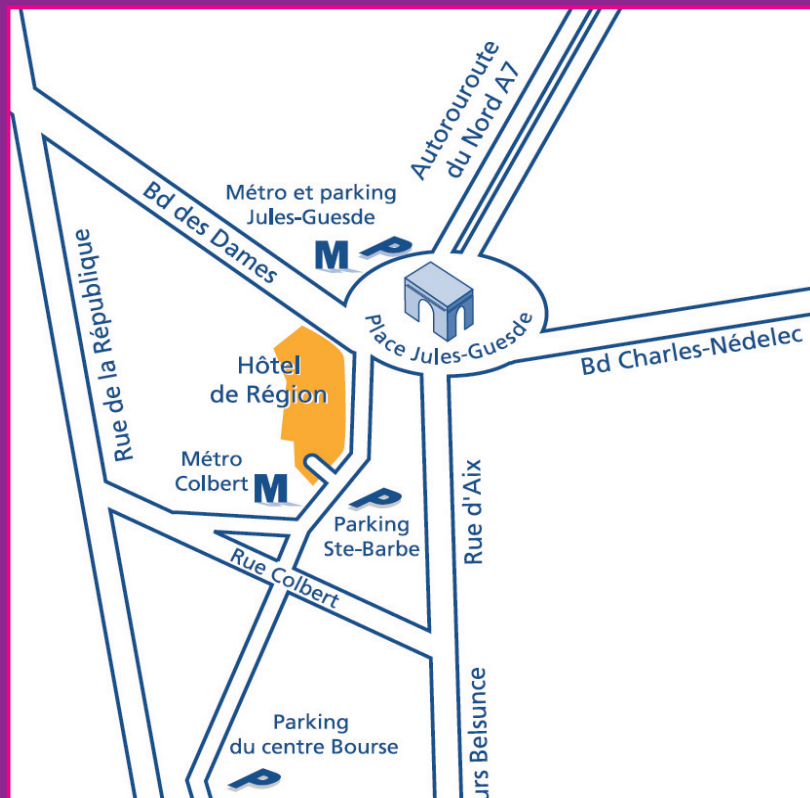 Autorouroute
du Nord A7
Métro et parking
Jules-Guesde
M P
Bd des Dames
Place Jules-Guesde
Bd Charles-Nédelec
Rue de la République
Hôtel
de Région
Métro
Colbert M
P
Parking
Ste-Barbe
Rue d'Aix
Rue Colbert
Parking
du centre Bourse
P
urs Belsunce